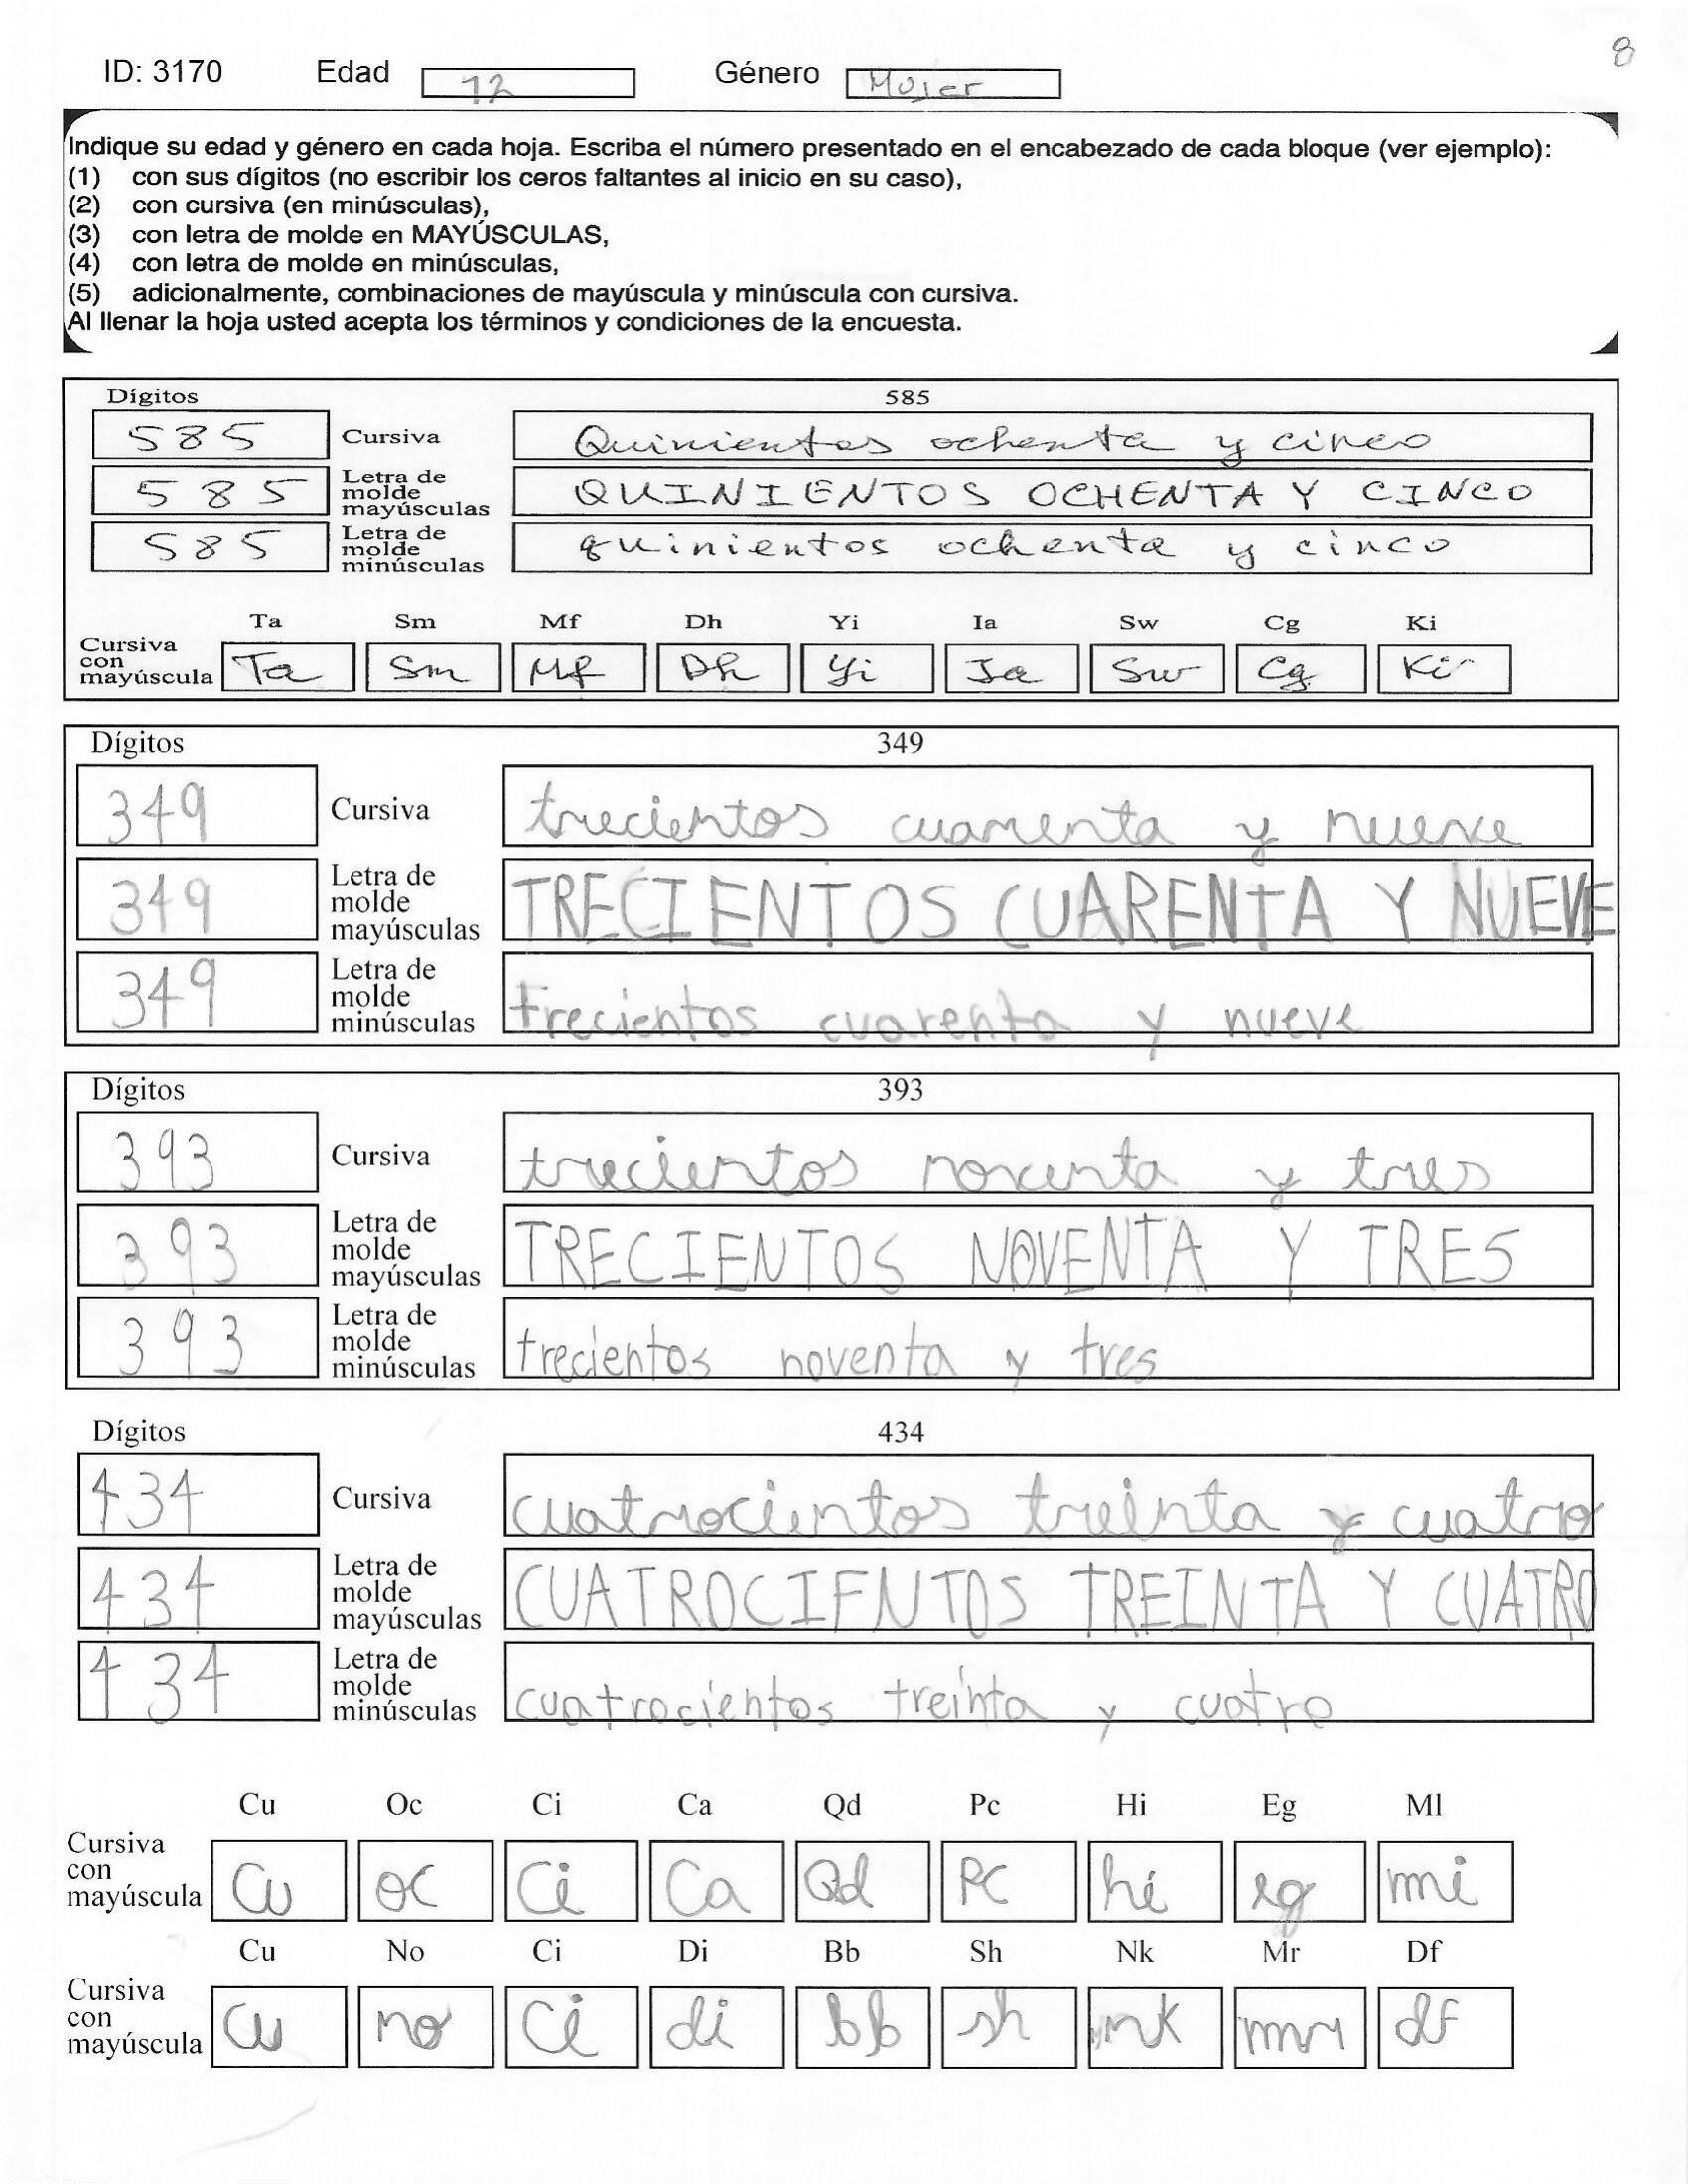 8
ID: 3170 Edad 12 Género Mujer
Indique su edad y género en cada hoja. Escriba el número presentado en el encabezado de cada bloque (ver ejemplo):
(1) con sus dígitos (no escribir los ceros faltantes al inicio en su caso),
(2) con cursiva (en minúsculas),
(3) con letra de molde en MAYÚSCULAS,
(4) con letra de molde en minúsculas,
(5) adicionalmente, combinaciones de mayúscula y minúscula con cursiva.
Al llenar la hoja usted acepta los términos y condiciones de la encuesta.
Dígitos 585
585 Cursiva Quinientos ochenta y cinco
585 Letra de molde mayúsculas QUINIENTOS OCHENTA Y CINCO
585 Letra de molde minúsculas quinientos ochenta y cinco
Ta Sm Mf Dh Yi Ia Sw Cg Ki
Cursiva con mayúscula Ta Sm Mf Dh Yi Ia Sw Cg Ki
Dígitos 349
349 Cursiva trecientos cuarenta y nueve
349 Letra de molde mayúsculas TRECIENTOS CUARENTA Y NUEVE
349 Letra de molde minúsculas trecientos cuarenta y nueve
Dígitos 393
393 Cursiva trecientos noventa y tres
393 Letra de molde mayúsculas TRECIENTOS NOVENTA Y TRES
393 Letra de molde minúsculas trecientos noventa y tres
Dígitos 434
434 Cursiva cuatrocientos treinta y cuatro
434 Letra de molde mayúsculas CUATROCIENTOS TREINTA Y CUATRO
434 Letra de molde minúsculas cuatrocientos treinta y cuatro
Cu Oc Ci Ca Qd Pc Hi Eg Ml
Cursiva con mayúscula Cu oc Ci Ca Qd Pc hi eg mi
Cu No Ci Di Bb Sh Nk Mr Df
Cursiva con mayúscula Cu no Ci di bb sh nk mr df